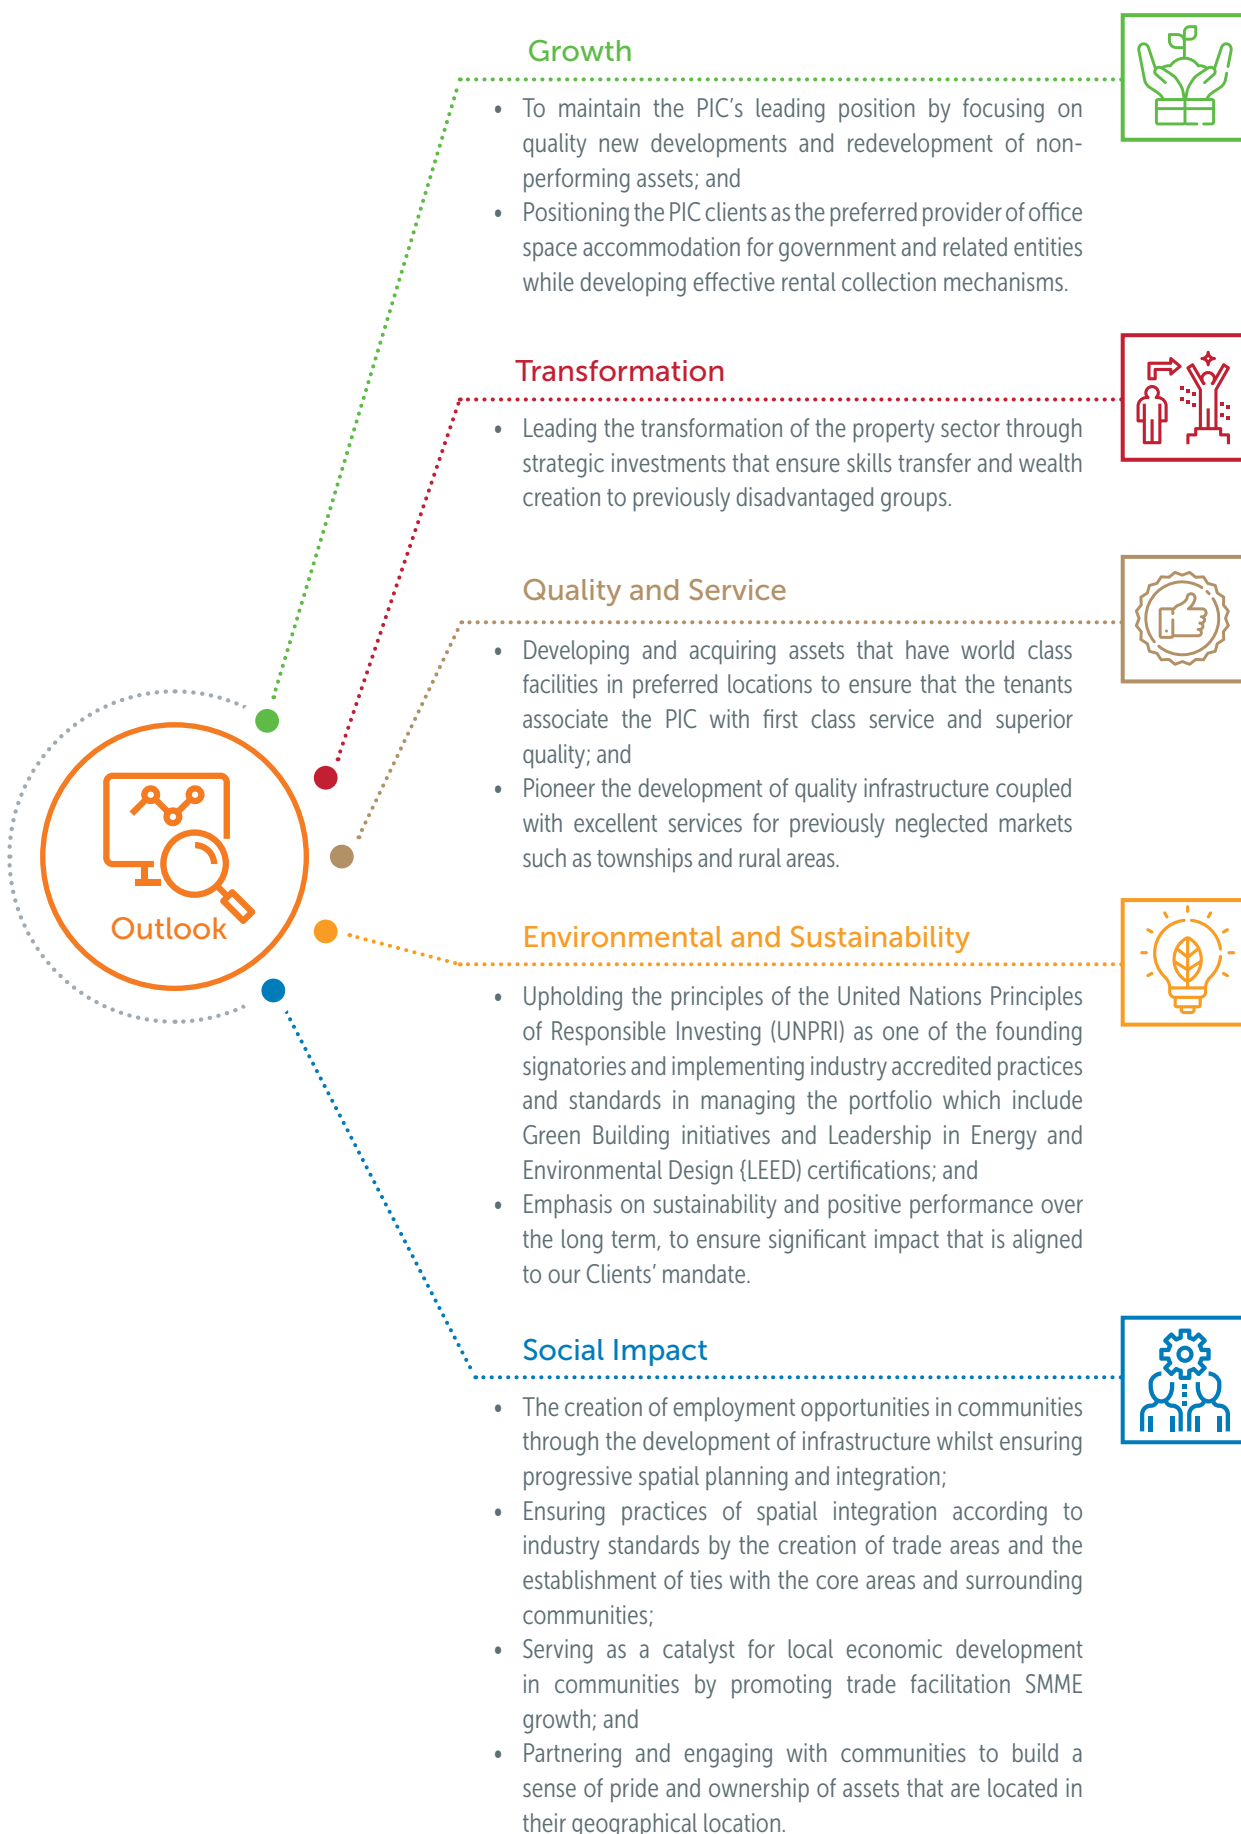 Growth
• To maintain the PIC's leading position by focusing on
quality new developments and redevelopment of non-
performing assets; and
• Positioning the PIC clients as the preferred provider of office
space accommodation for government and related entities
while developing effective rental collection mechanisms.
Transformation
• Leading the transformation of the property sector through
strategic investments that ensure skills transfer and wealth
creation to previously disadvantaged groups.
Quality and Service
• Developing and acquiring assets that have world class
facilities in preferred locations to ensure that the tenants
associate the PIC with first class service and superior
quality; and
• Pioneer the development of quality infrastructure coupled
with excellent services for previously neglected markets
such as townships and rural areas.
Outlook
Environmental and Sustainability
• Upholding the principles of the United Nations Principles
of Responsible Investing (UNPRI) as one of the founding
signatories and implementing industry accredited practices
and standards in managing the portfolio which include
Green Building initiatives and Leadership in Energy and
Environmental Design {LEED) certifications; and
• Emphasis on sustainability and positive performance over
the long term, to ensure significant impact that is aligned
to our Clients' mandate.
Social Impact
• The creation of employment opportunities in communities
through the development of infrastructure whilst ensuring
progressive spatial planning and integration;
• Ensuring practices of spatial integration according to
industry standards by the creation of trade areas and the
establishment of ties with the core areas and surrounding
communities;
• Serving as a catalyst for local economic development
in communities by promoting trade facilitation SMME
growth; and
• Partnering and engaging with communities to build a
sense of pride and ownership of assets that are located in
their geographical location.